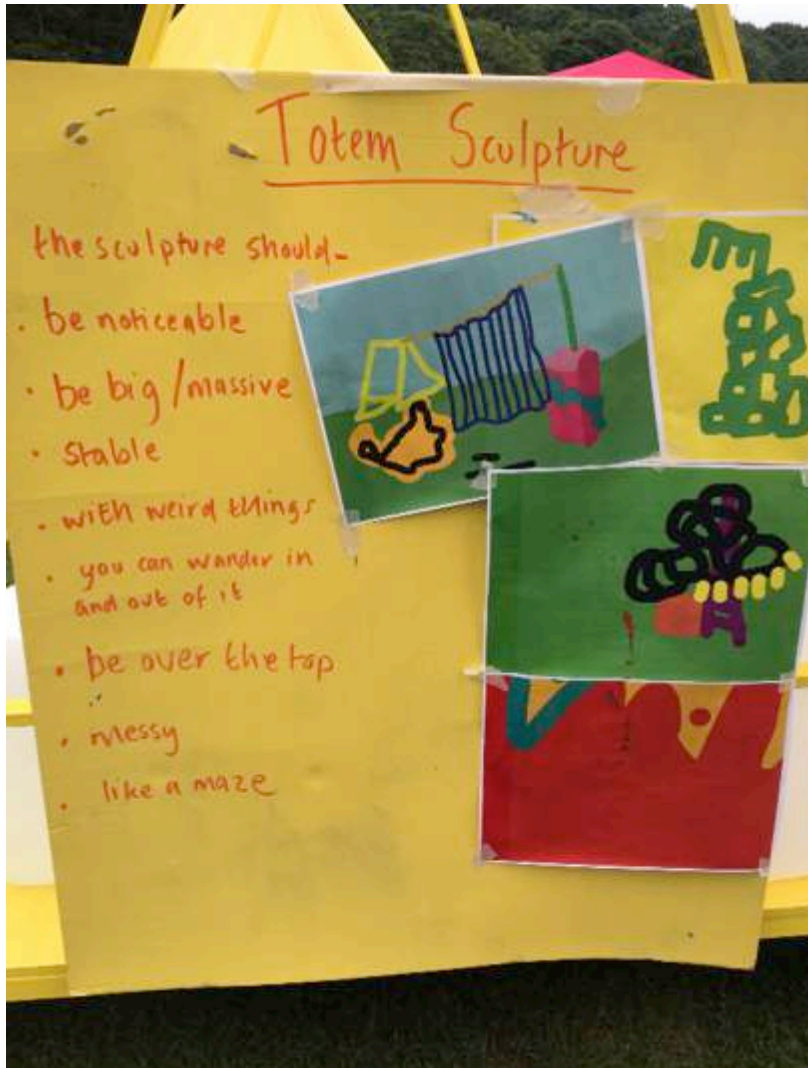 Totem Sculpture
the sculpture should-
• be noticeable
• be big/massive
• stable
• with weird things
• you can wander in
and out of it
• be over the top
• messy
• like a maze